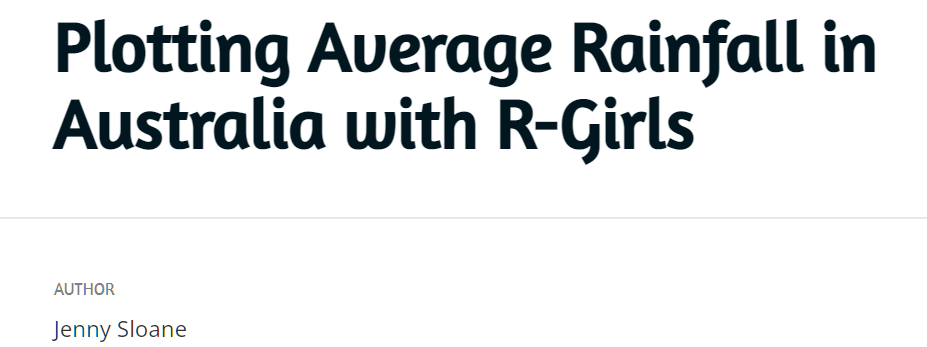 Plotting Average Rainfall in
Australia with R-Girls
AUTHOR
Jenny Sloane